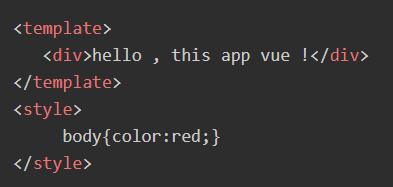 <template>
   <div>hello , this app vue !</div>
</template>
<style>
     body{color:red;}
</style>